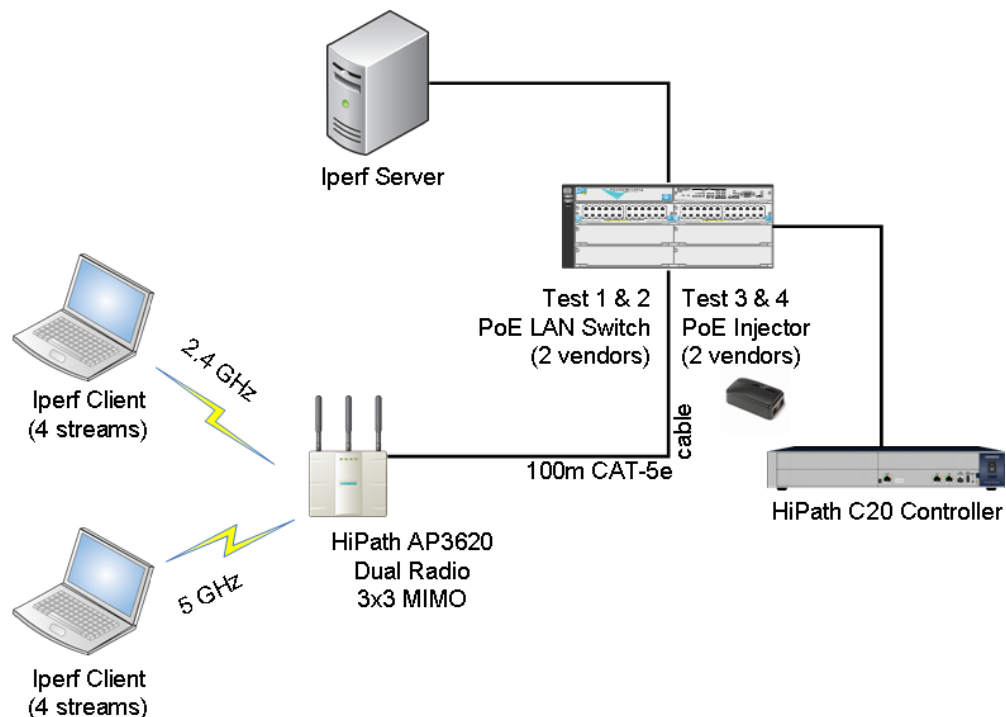 Iperf Server
Test 1 & 2
PoE LAN Switch
(2 vendors)
Test 3 & 4
PoE Injector
(2 vendors)
2.4 GHz
Iperf Client
(4 streams)
100m CAT-5e
cable
HiPath C20 Controller
HiPath AP3620
Dual Radio
3x3 MIMO
5 GHz
Iperf Client
(4 streams)